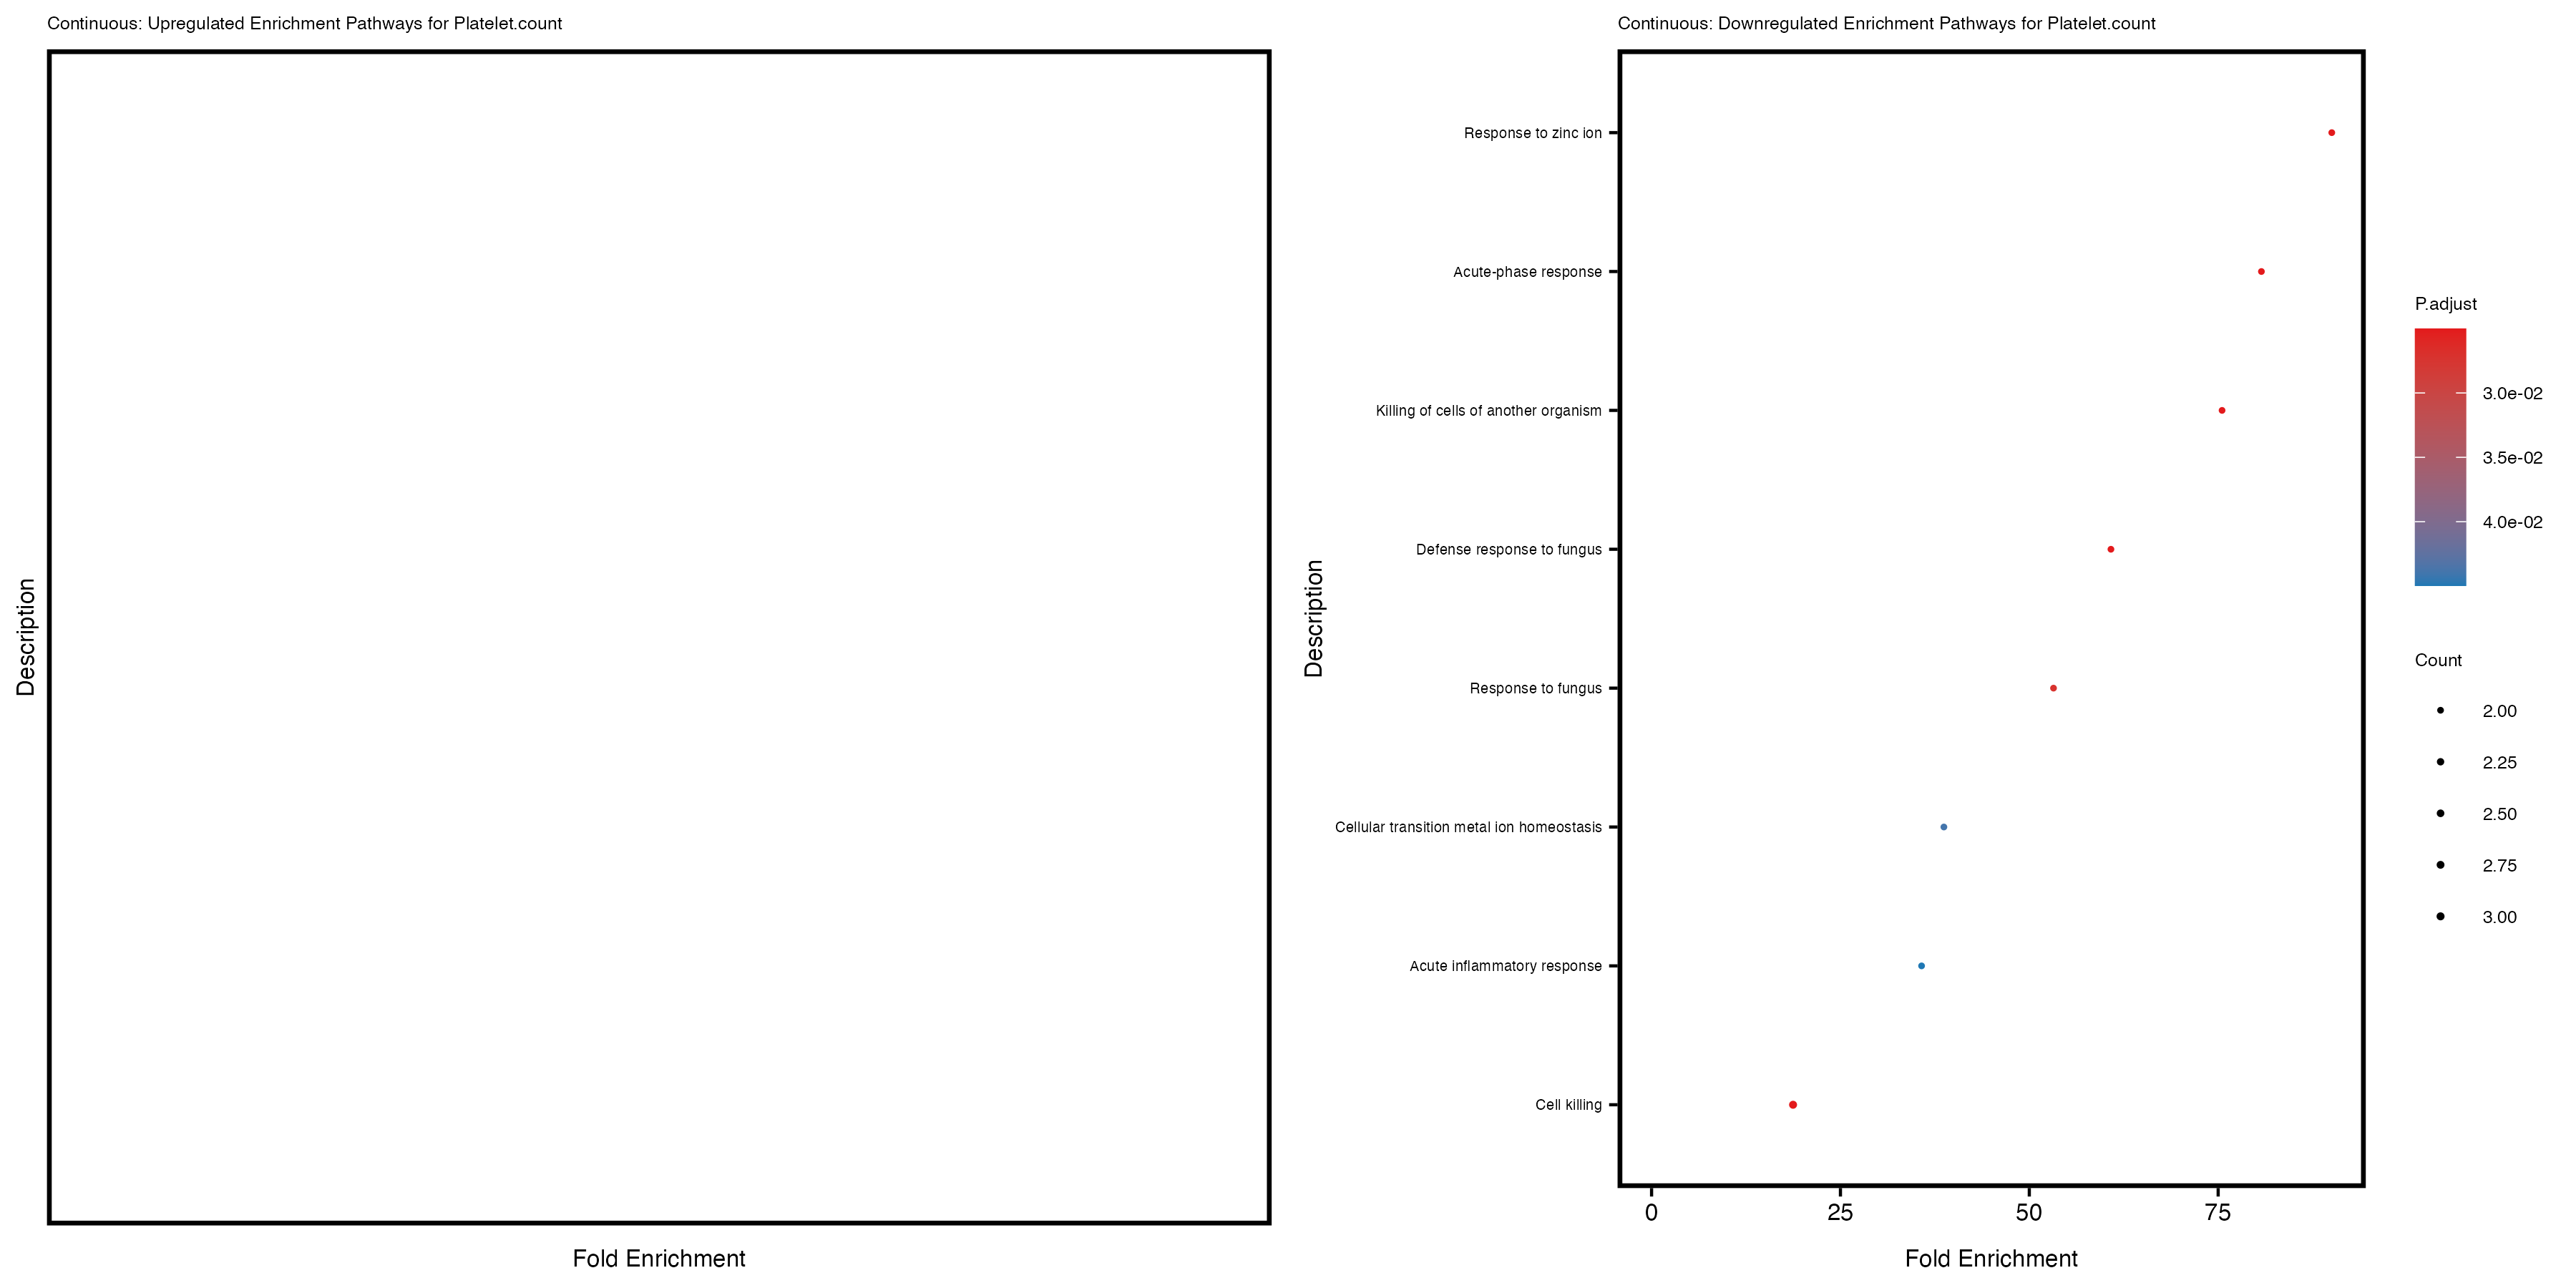 Continuous: Upregulated Enrichment Pathways for Platelet.count
Description
Fold Enrichment
Continuous: Downregulated Enrichment Pathways for Platelet.count
Description
Response to zinc ion
Acute-phase response
Killing of cells of another organism
Defense response to fungus
Response to fungus
Cellular transition metal ion homeostasis
Acute inflammatory response
Cell killing
0 25 50 75
Fold Enrichment
P.adjust
3.0e-02
3.5e-02
4.0e-02
Count
2.00
2.25
2.50
2.75
3.00